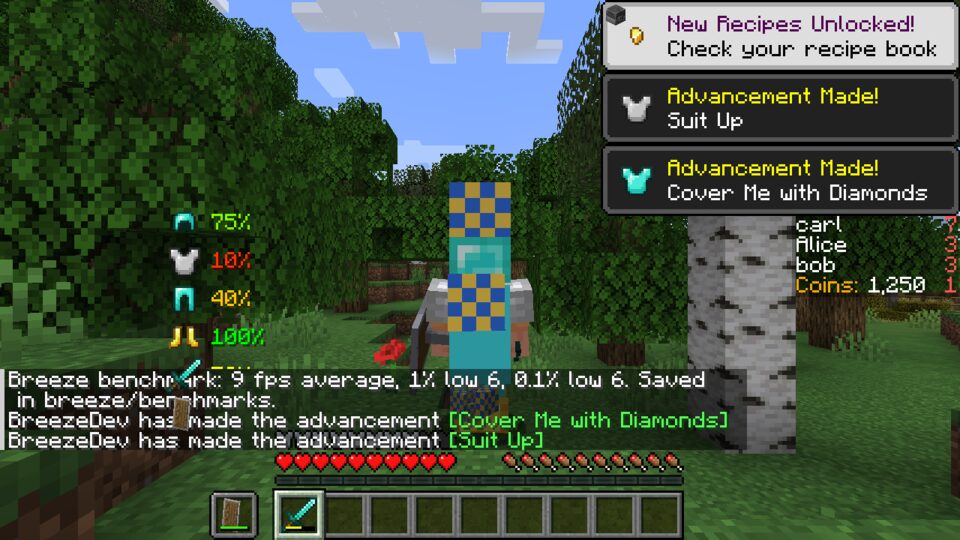 New Recipes Unlocked!
Check your recipe book
Advancement Made!
Suit Up
Advancement Made!
Cover Me with Diamonds
carl
Alice
bob
Coins: 1,250
75%
10%
40%
100%
Breeze benchmark: 9 fps average, 1% low 6, 0.1% low 6. Saved
in breeze/benchmarks.
BreezeDev has made the advancement [Cover Me with Diamonds]
BreezeDev has made the advancement [Suit Up]